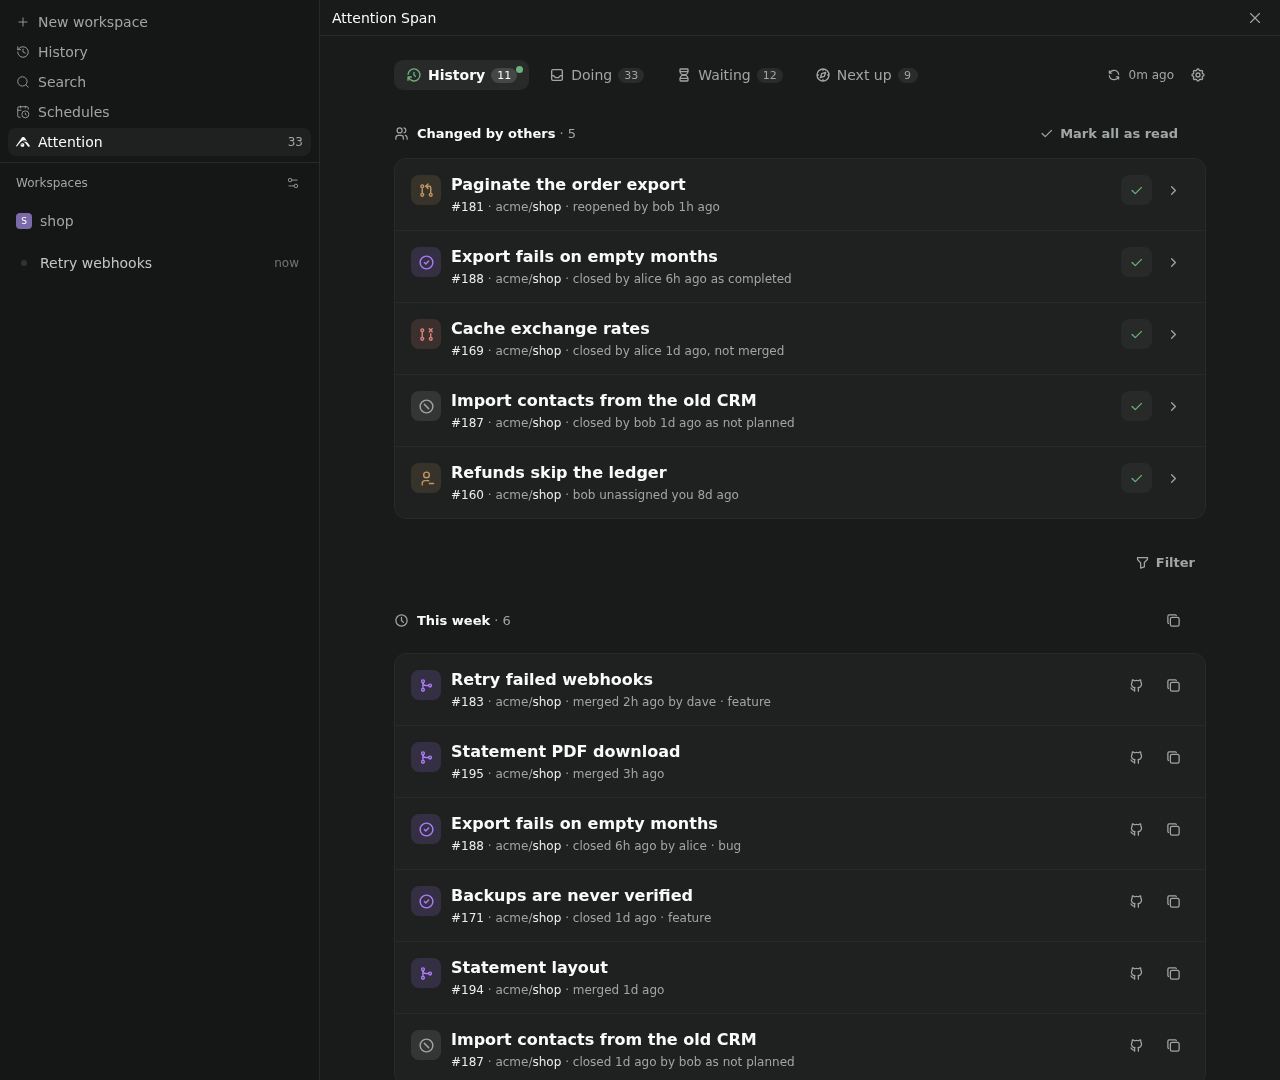 New workspace
History
Search
Schedules
Attention 33
Workspaces
S shop
Retry webhooks now
Attention Span
History 11 Doing 33 Waiting 12 Next up 9 0m ago
Changed by others · 5 Mark all as read
Paginate the order export
#181 · acme/shop · reopened by bob 1h ago
Export fails on empty months
#188 · acme/shop · closed by alice 6h ago as completed
Cache exchange rates
#169 · acme/shop · closed by alice 1d ago, not merged
Import contacts from the old CRM
#187 · acme/shop · closed by bob 1d ago as not planned
Refunds skip the ledger
#160 · acme/shop · bob unassigned you 8d ago
Filter
This week · 6
Retry failed webhooks
#183 · acme/shop · merged 2h ago by dave · feature
Statement PDF download
#195 · acme/shop · merged 3h ago
Export fails on empty months
#188 · acme/shop · closed 6h ago by alice · bug
Backups are never verified
#171 · acme/shop · closed 1d ago · feature
Statement layout
#194 · acme/shop · merged 1d ago
Import contacts from the old CRM
#187 · acme/shop · closed 1d ago by bob as not planned